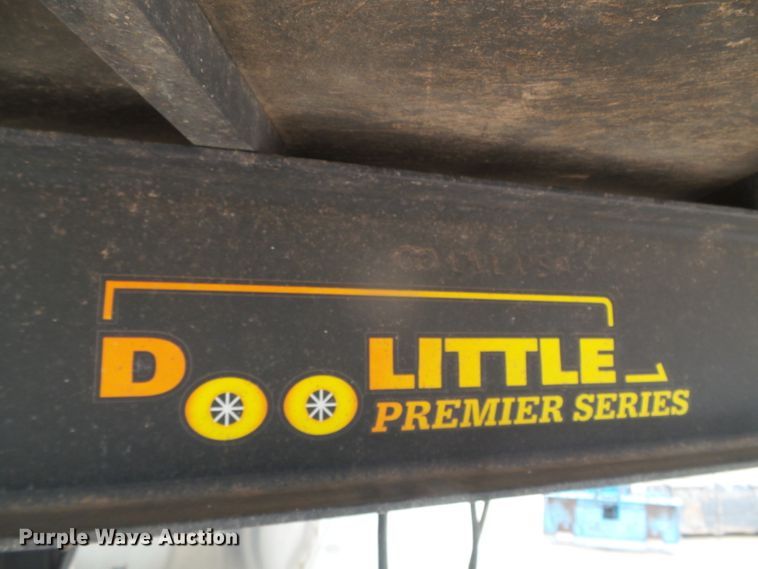 DOOLITTLE
PREMIER SERIES
Purple Wave Auction